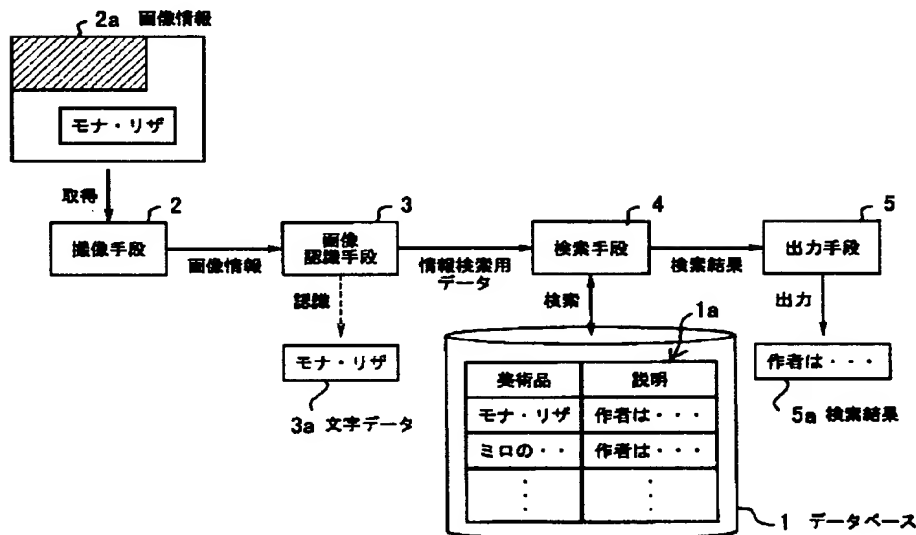 2a 画像情報
モナ・リザ
取得
2
撮像手段
画像情報
3
画像
認識手段
認識
モナ・リザ
3a 文字データ
情報検索用
データ
4
検索手段
検索
検索結果
5
出力手段
出力
作者は・・・
5a 検索結果
1a
美術品 説明
モナ・リザ 作者は・・・
ミロの・・ 作者は・・・
1 データベース